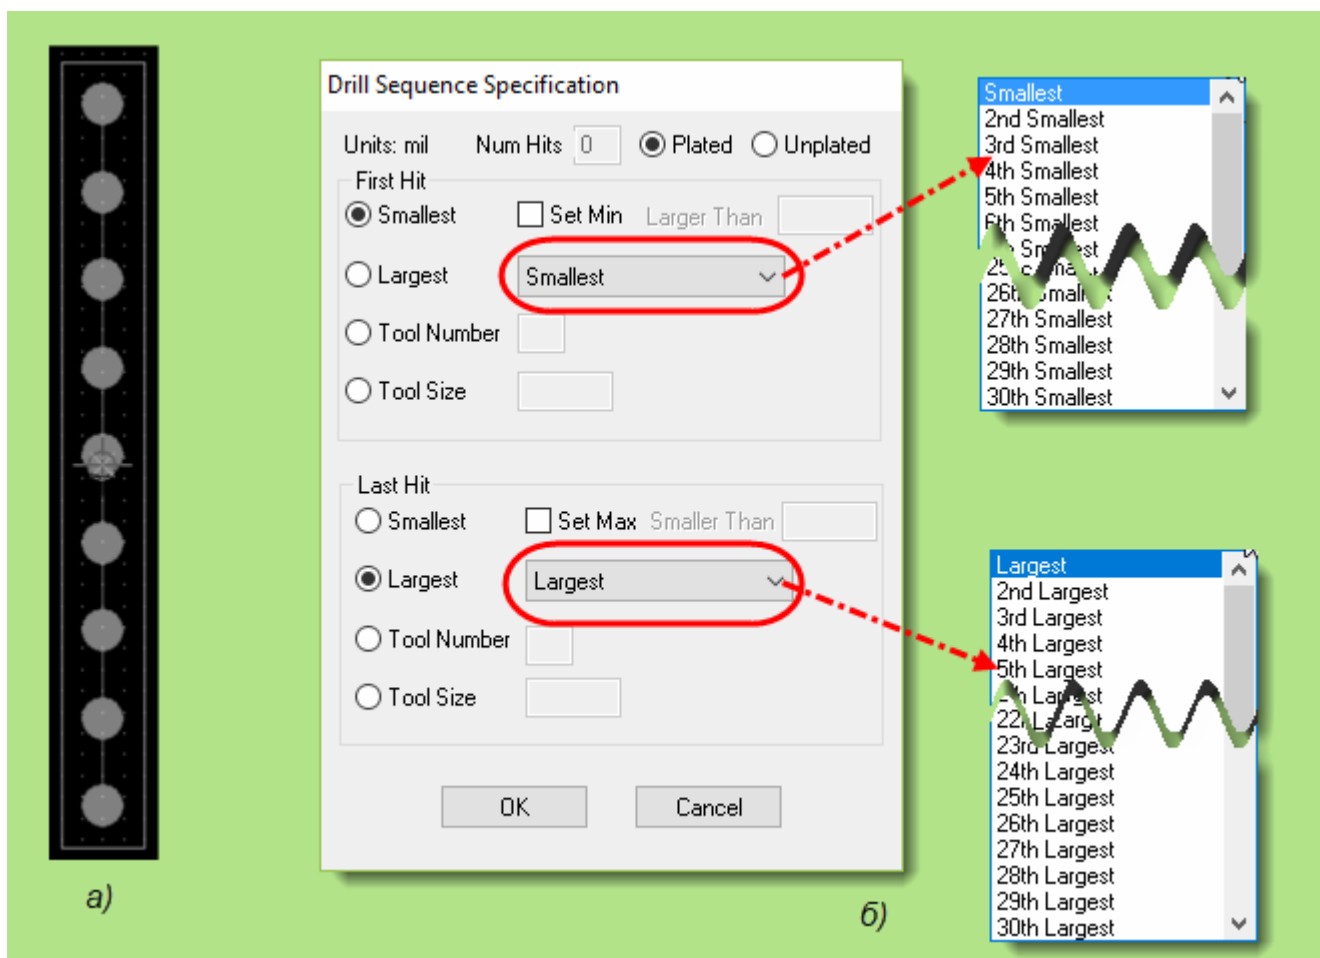 Drill Sequence Specification
Units: mil Num Hits 0 Plated Unplated
First Hit
Smallest Set Min Larger Than
Largest Smallest
Tool Number
Tool Size
Last Hit
Smallest Set Max Smaller Than
Largest Largest
Tool Number
Tool Size
OK Cancel
Smallest
2nd Smallest
3rd Smallest
4th Smallest
5th Smallest
6th Smallest
27th Smallest
28th Smallest
29th Smallest
30th Smallest
Largest
2nd Largest
3rd Largest
4th Largest
5th Largest
23rd Largest
24th Largest
25th Largest
26th Largest
27th Largest
28th Largest
29th Largest
30th Largest
а)
б)